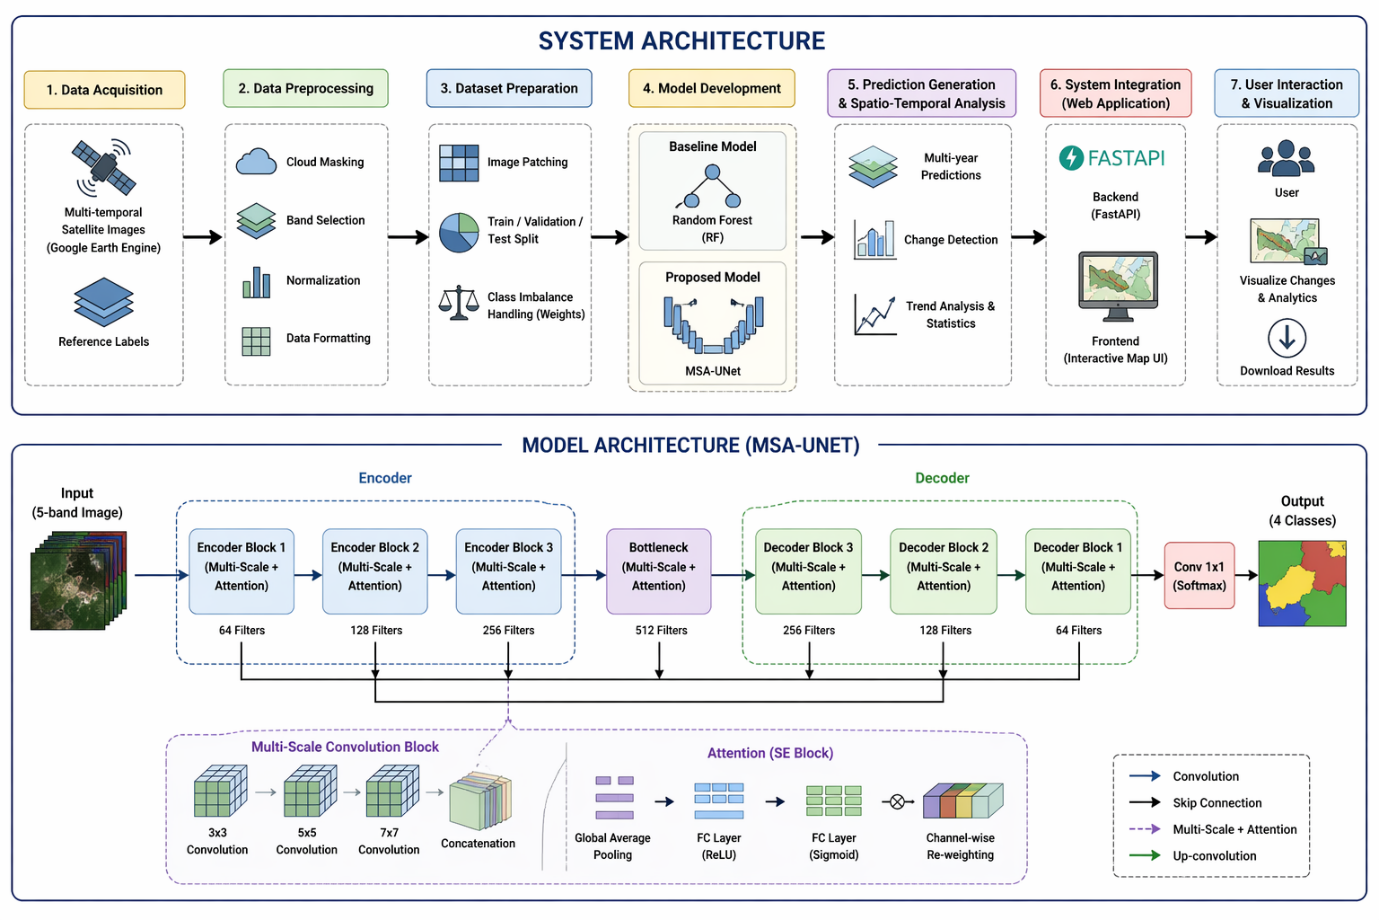 SYSTEM ARCHITECTURE
1. Data Acquisition
Multi-temporal
Satellite Images
(Google Earth Engine)
Reference Labels
2. Data Preprocessing
Cloud Masking
Band Selection
Normalization
Data Formatting
3. Dataset Preparation
Image Patching
Train / Validation /
Test Split
Class Imbalance
Handling (Weights)
4. Model Development
Baseline Model
Random Forest
(RF)
Proposed Model
MSA-UNet
5. Prediction Generation
& Spatio-Temporal Analysis
Multi-year
Predictions
Change Detection
Trend Analysis &
Statistics
6. System Integration
(Web Application)
FASTAPI
Backend
(FastAPI)
Frontend
(Interactive Map UI)
7. User Interaction
& Visualization
User
Visualize Changes
& Analytics
Download Results
MODEL ARCHITECTURE (MSA-UNET)
Input
(5-band Image)
Encoder
Encoder Block 1
(Multi-Scale +
Attention)
64 Filters
Encoder Block 2
(Multi-Scale +
Attention)
128 Filters
Encoder Block 3
(Multi-Scale +
Attention)
256 Filters
Bottleneck
(Multi-Scale +
Attention)
512 Filters
Decoder
Decoder Block 3
(Multi-Scale +
Attention)
256 Filters
Decoder Block 2
(Multi-Scale +
Attention)
128 Filters
Decoder Block 1
(Multi-Scale +
Attention)
64 Filters
Conv 1x1
(Softmax)
Output
(4 Classes)
Multi-Scale Convolution Block
3x3
Convolution
5x5
Convolution
7x7
Convolution
Concatenation
Attention (SE Block)
Global Average
Pooling
FC Layer
(ReLU)
FC Layer
(Sigmoid)
Channel-wise
Re-weighting
Convolution
Skip Connection
Multi-Scale + Attention
Up-convolution